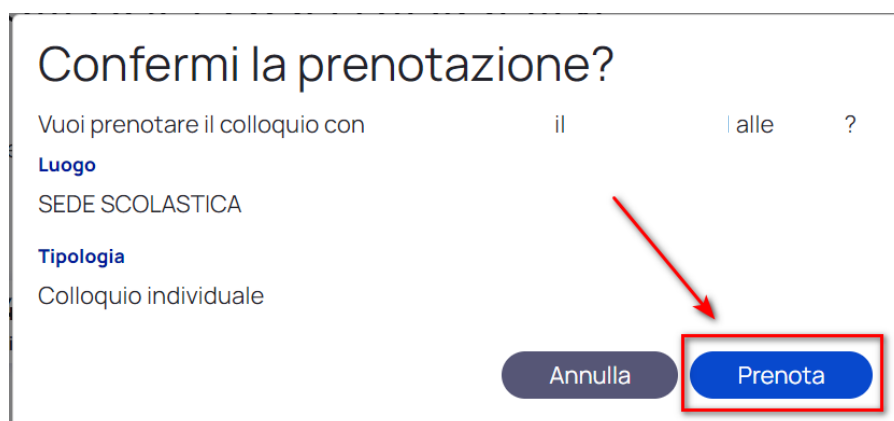 Confermi la prenotazione?
Vuoi prenotare il colloquio con il alle ?
Luogo
SEDE SCOLASTICA
Tipologia
Colloquio individuale
Annulla Prenota